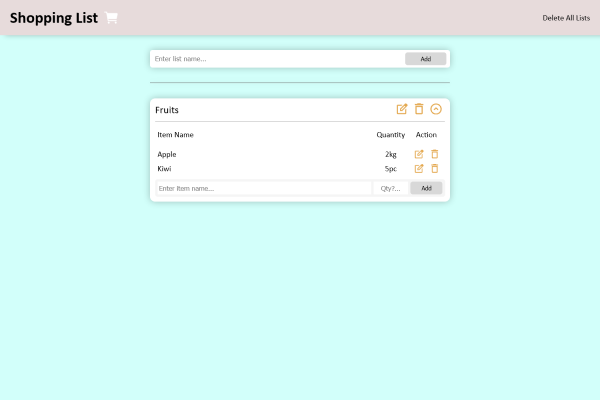 Shopping List
Delete All Lists
Enter list name...
Add
Fruits
Item Name Quantity Action
Apple 2kg
Kiwi 5pc
Enter item name... Qty?... Add